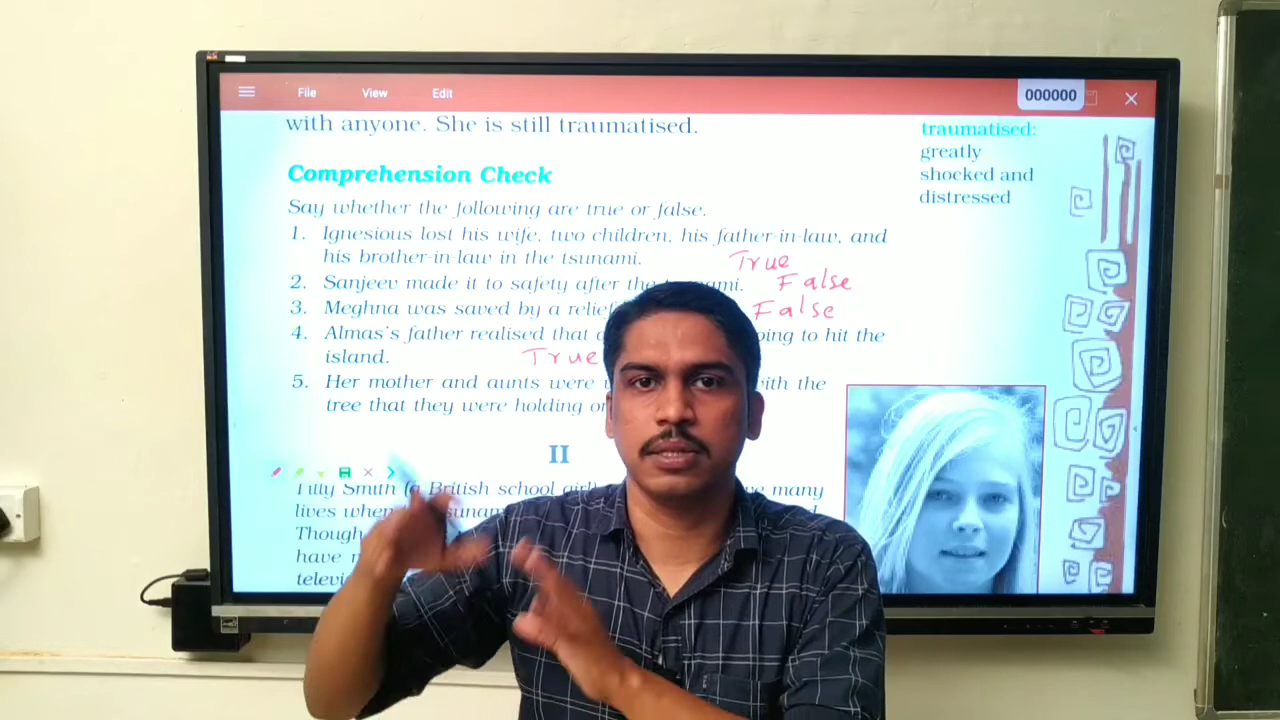 File View Edit 000000
with anyone. She is still traumatised.
traumatised:
greatly
shocked and
distressed
Comprehension Check
Say whether the following are true or false.
1. Ignesious lost his wife, two children, his father-in-law, and
his brother-in-law in the tsunami. True
2. Sanjeev made it to safety after the tsunami. False
3. Meghna was saved by a relief False
4. Almas's father realised that going to hit the
island. True
5. Her mother and aunts were with the
tree that they were holding on
II
Tilly Smith (a British school girl) many
lives when
Though
have